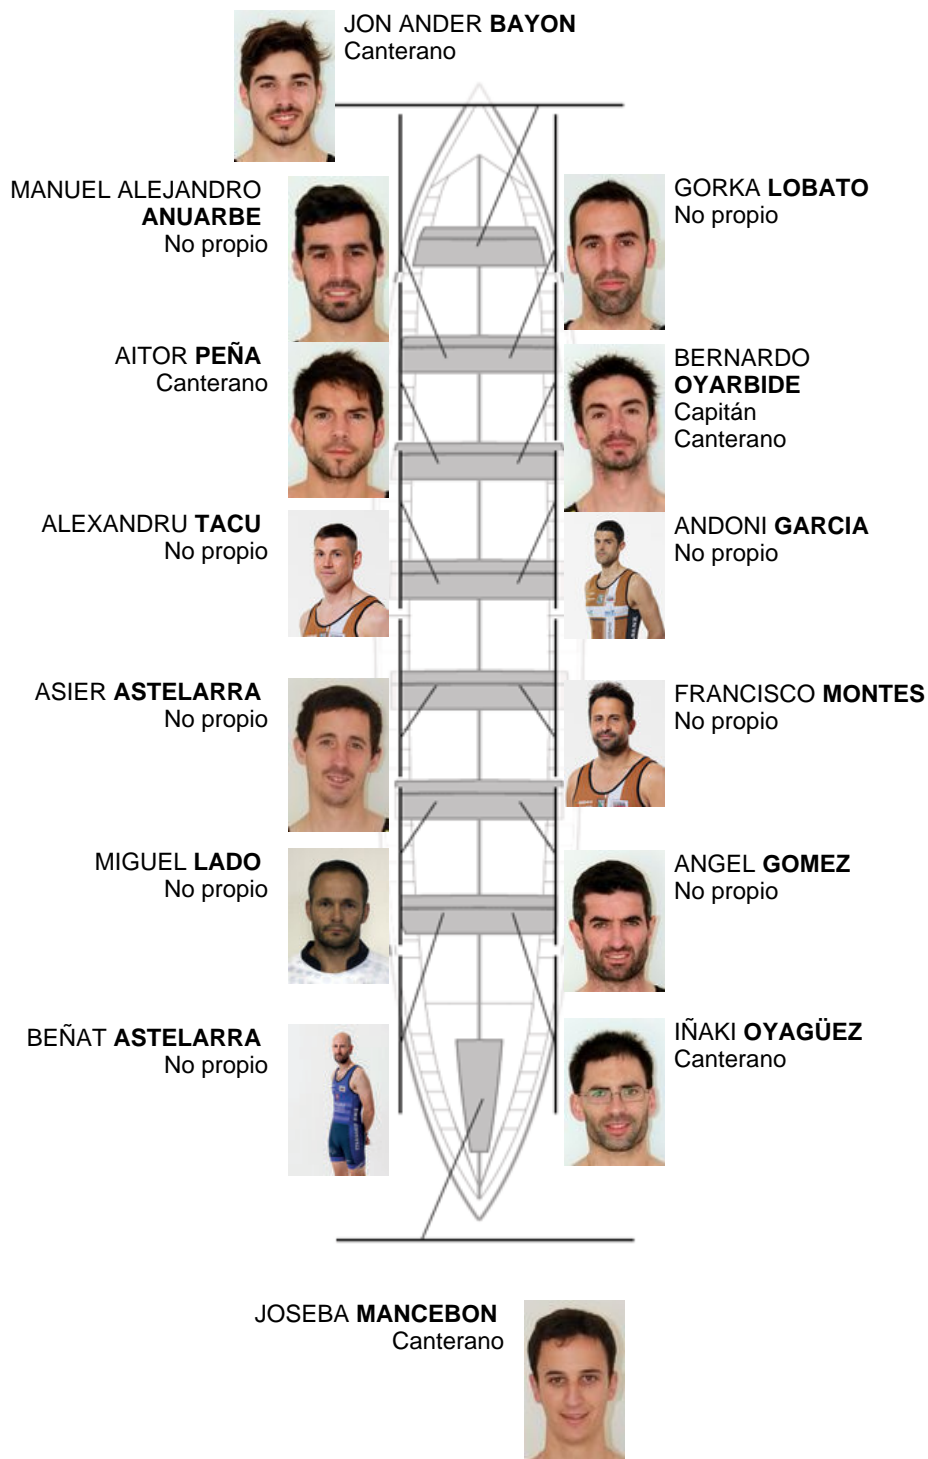 JON ANDER BAYON
Canterano
MANUEL ALEJANDRO
ANUARBE
No propio
GORKA LOBATO
No propio
AITOR PEÑA
Canterano
BERNARDO
OYARBIDE
Capitán
Canterano
ALEXANDRU TACU
No propio
ANDONI GARCIA
No propio
ASIER ASTELARRA
No propio
FRANCISCO MONTES
No propio
MIGUEL LADO
No propio
ANGEL GOMEZ
No propio
BEÑAT ASTELARRA
No propio
IÑAKI OYAGÜEZ
Canterano
JOSEBA MANCEBON
Canterano